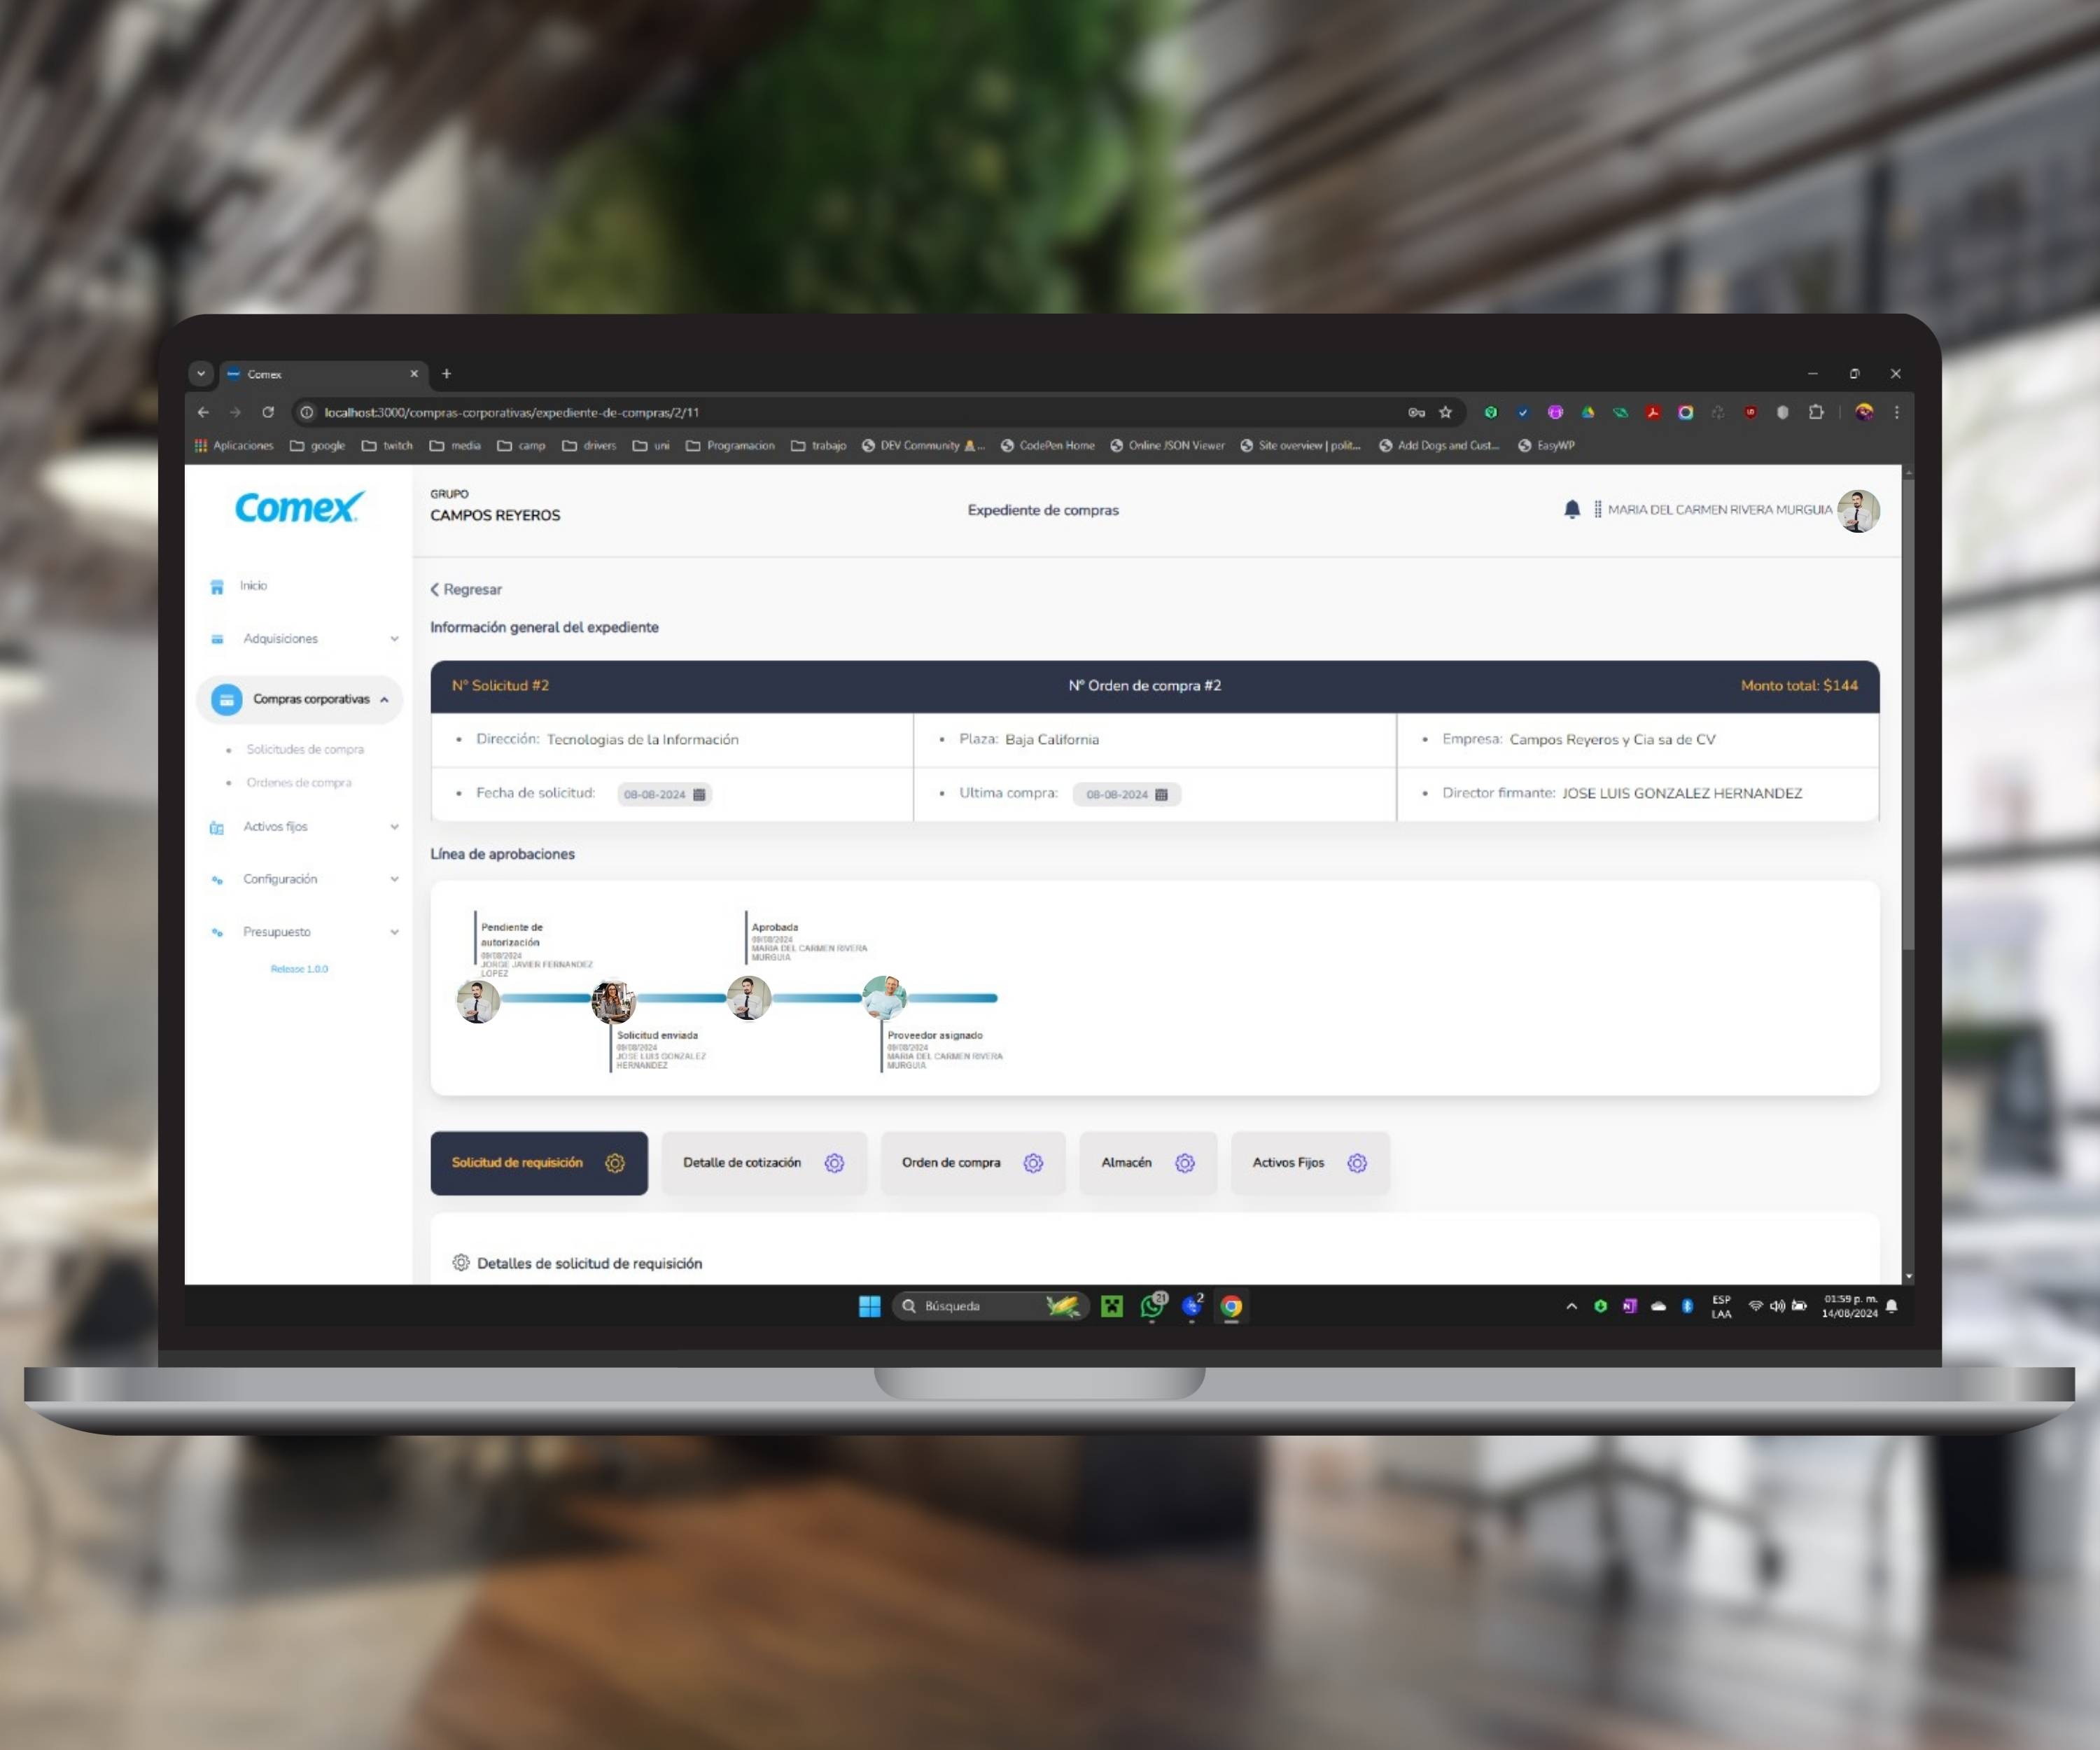 Comex
localhost:3000/compras-corporativas/expediente-de-compras/2/11
Aplicaciones google twitch media camp drivers uni Programacion trabajo DEV Community ... CodePen Home Online JSON Viewer Site overview | polit... Add Dogs and Cust... EasyWP
Comex
GRUPO
CAMPOS REYEROS
Expediente de compras
MARIA DEL CARMEN RIVERA MURGUIA
Inicio
Adquisiciones
Compras corporativas
Solicitudes de compra
Ordenes de compra
Activos fijos
Configuración
Presupuesto
Release 1.0.0
Regresar
Información general del expediente
N° Solicitud #2
N° Orden de compra #2
Monto total: $144
Dirección: Tecnologias de la Información
Plaza: Baja California
Empresa: Campos Reyeros y Cia sa de CV
Fecha de solicitud: 08-08-2024
Ultima compra: 08-08-2024
Director firmante: JOSE LUIS GONZALEZ HERNANDEZ
Línea de aprobaciones
Pendiente de
autorización
09/08/2024
JORGE JAVIER FERNANDEZ
LOPEZ
Solicitud enviada
09/08/2024
JOSE LUIS GONZALEZ
HERNANDEZ
Aprobada
09/08/2024
MARIA DEL CARMEN RIVERA
MURGUIA
Proveedor asignado
09/08/2024
MARIA DEL CARMEN RIVERA
MURGUIA
Solicitud de requisición
Detalle de cotización
Orden de compra
Almacén
Activos Fijos
Detalles de solicitud de requisición
Búsqueda
21
2
ESP
LAA
01:59 p. m.
14/08/2024